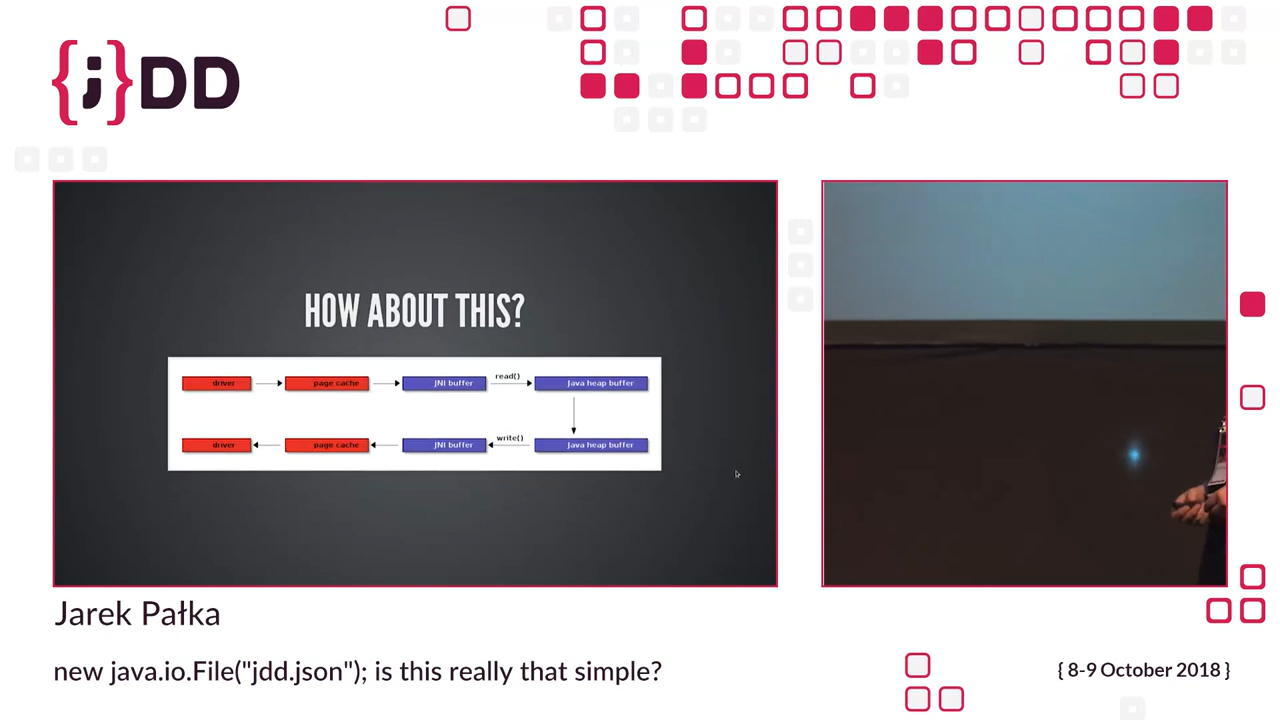 {j}DD
HOW ABOUT THIS?
driver page cache JNI buffer read() Java heap buffer
driver page cache JNI buffer write() Java heap buffer
Jarek Pałka
new java.io.File("jdd.json"); is this really that simple?
{ 8-9 October 2018 }